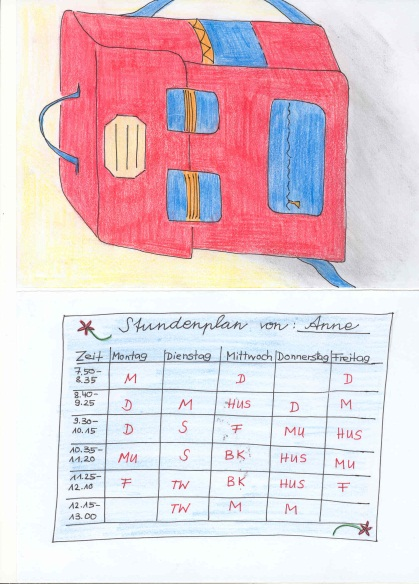 Stundenplan von: Anne
Zeit Montag Dienstag Mittwoch Donnerstag Freitag
7.50-8.35 M D D
8.40-9.25 D M HUS D M
9.30-10.15 D S F MU HUS
10.35-11.20 MU S BK HUS MU
11.25-12.10 F TW BK HUS F
12.15-13.00 TW M M